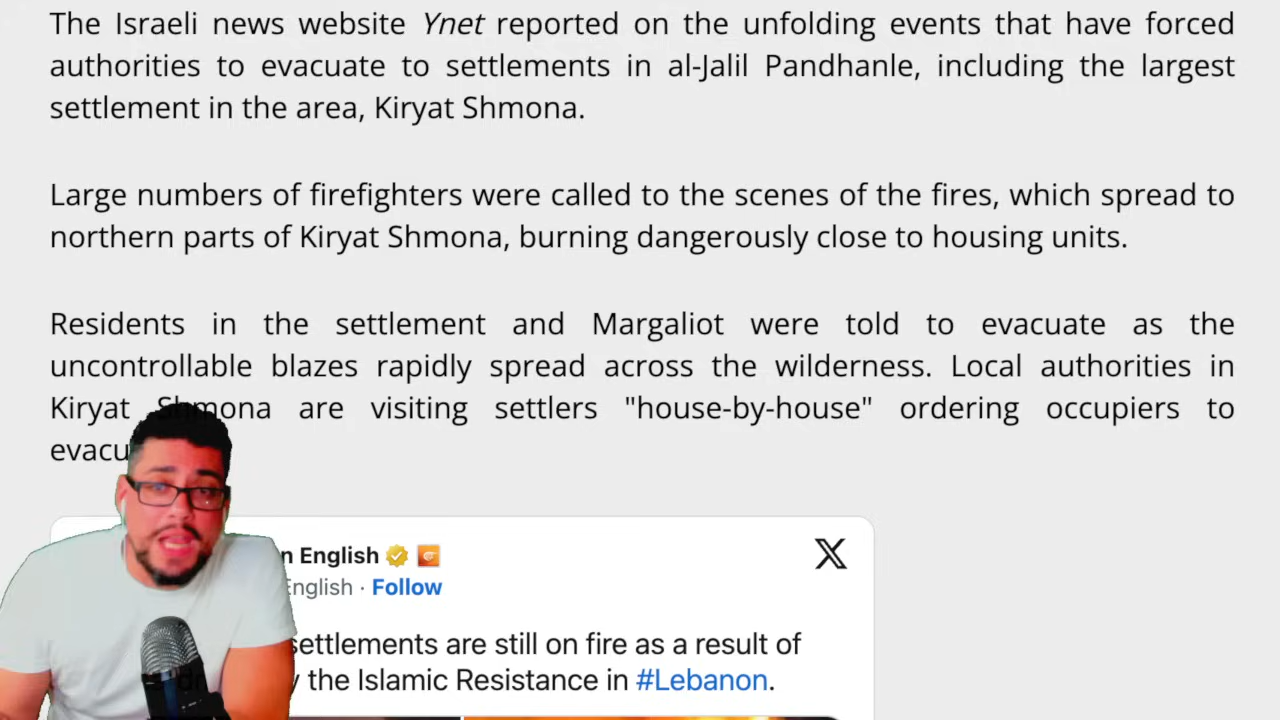 The Israeli news website Ynet reported on the unfolding events that have forced
authorities to evacuate to settlements in al-Jalil Pandhanle, including the largest
settlement in the area, Kiryat Shmona.
Large numbers of firefighters were called to the scenes of the fires, which spread to
northern parts of Kiryat Shmona, burning dangerously close to housing units.
Residents in the settlement and Margaliot were told to evacuate as the
uncontrollable blazes rapidly spread across the wilderness. Local authorities in
Kiryat Shmona are visiting settlers "house-by-house" ordering occupiers to
evacu
n English
English · Follow
settlements are still on fire as a result of
the Islamic Resistance in #Lebanon.